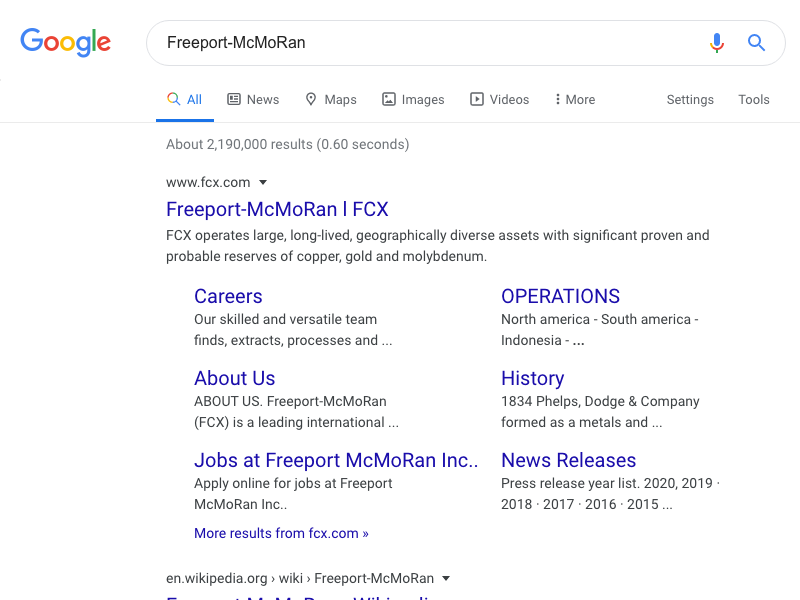 Google
Freeport-McMoRan
All News Maps Images Videos More Settings Tools
About 2,190,000 results (0.60 seconds)
www.fcx.com
Freeport-McMoRan l FCX
FCX operates large, long-lived, geographically diverse assets with significant proven and
probable reserves of copper, gold and molybdenum.
Careers
Our skilled and versatile team
finds, extracts, processes and ...
OPERATIONS
North america - South america -
Indonesia - ...
About Us
ABOUT US. Freeport-McMoRan
(FCX) is a leading international ...
History
1834 Phelps, Dodge & Company
formed as a metals and ...
Jobs at Freeport McMoRan Inc..
Apply online for jobs at Freeport
McMoRan Inc..
News Releases
Press release year list. 2020, 2019 ·
2018 · 2017 · 2016 · 2015 ...
More results from fcx.com »
en.wikipedia.org › wiki › Freeport-McMoRan